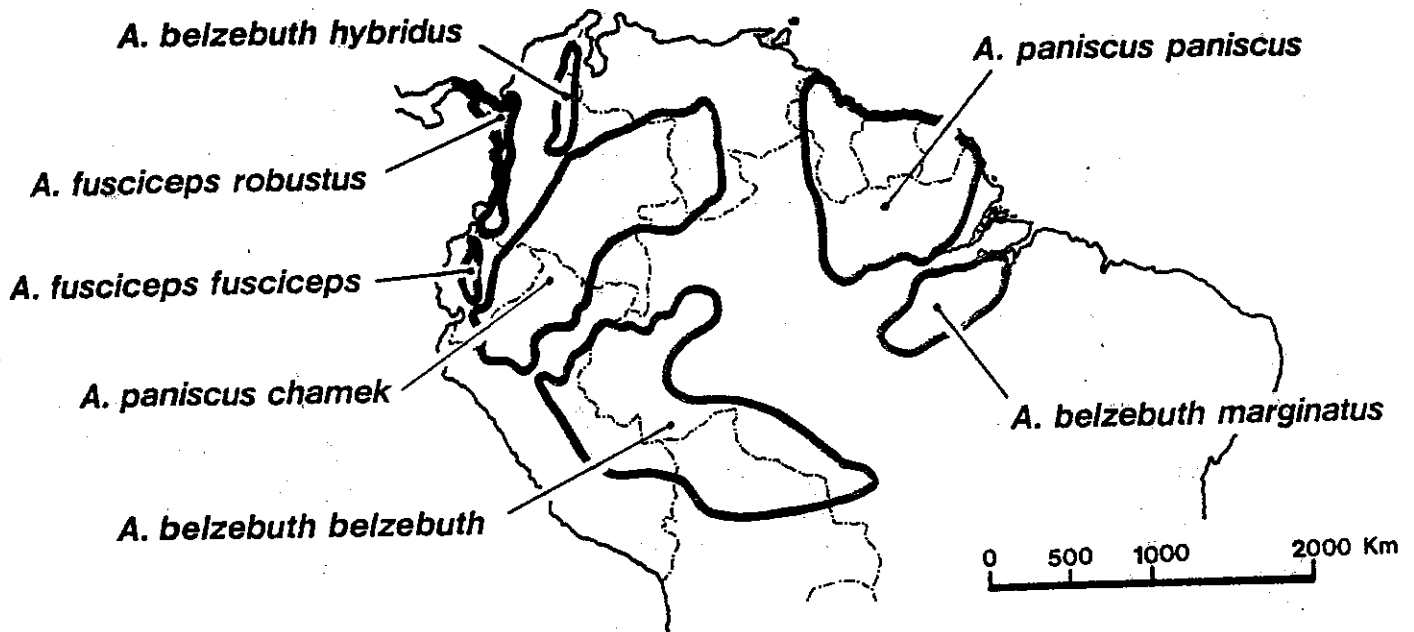 A. belzebuth hybridus
A. paniscus paniscus
A. fusciceps robustus
A. fusciceps fusciceps
A. paniscus chamek
A. belzebuth marginatus
A. belzebuth belzebuth
0 500 1000 2000 Km